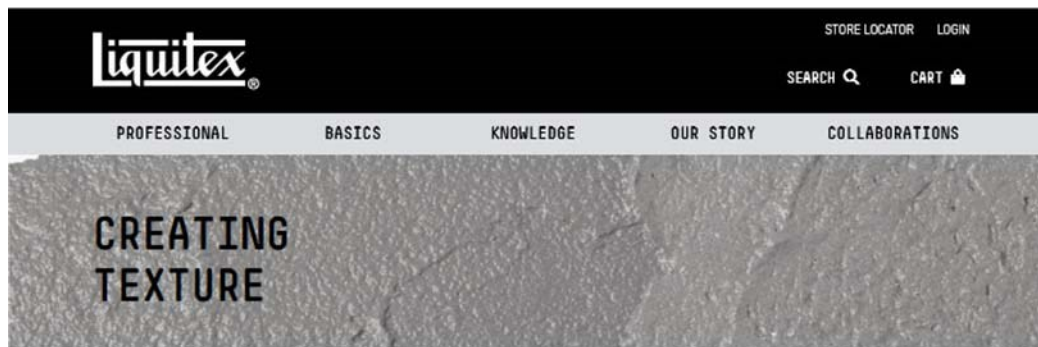 STORE LOCATOR LOGIN
Liquitex®
SEARCH CART
PROFESSIONAL BASICS KNOWLEDGE OUR STORY COLLABORATIONS
CREATING
TEXTURE